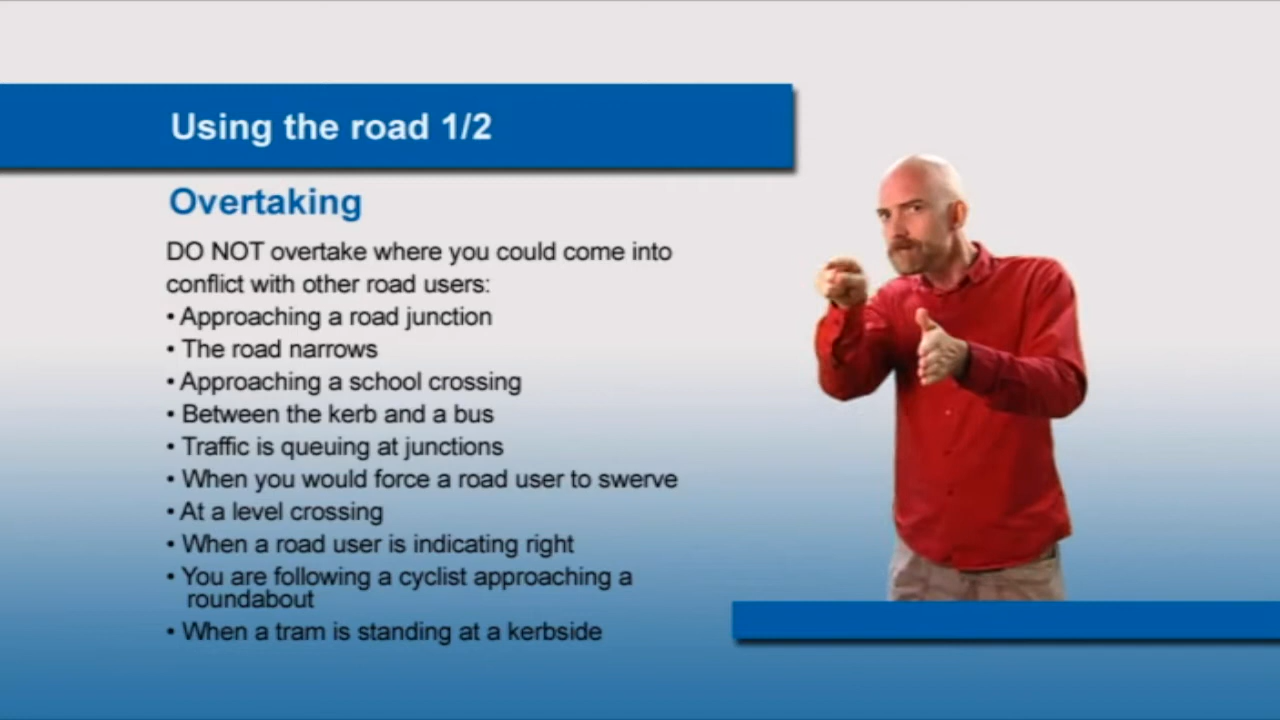 Using the road 1/2
Overtaking
DO NOT overtake where you could come into
conflict with other road users:
• Approaching a road junction
• The road narrows
• Approaching a school crossing
• Between the kerb and a bus
• Traffic is queuing at junctions
• When you would force a road user to swerve
• At a level crossing
• When a road user is indicating right
• You are following a cyclist approaching a
roundabout
• When a tram is standing at a kerbside